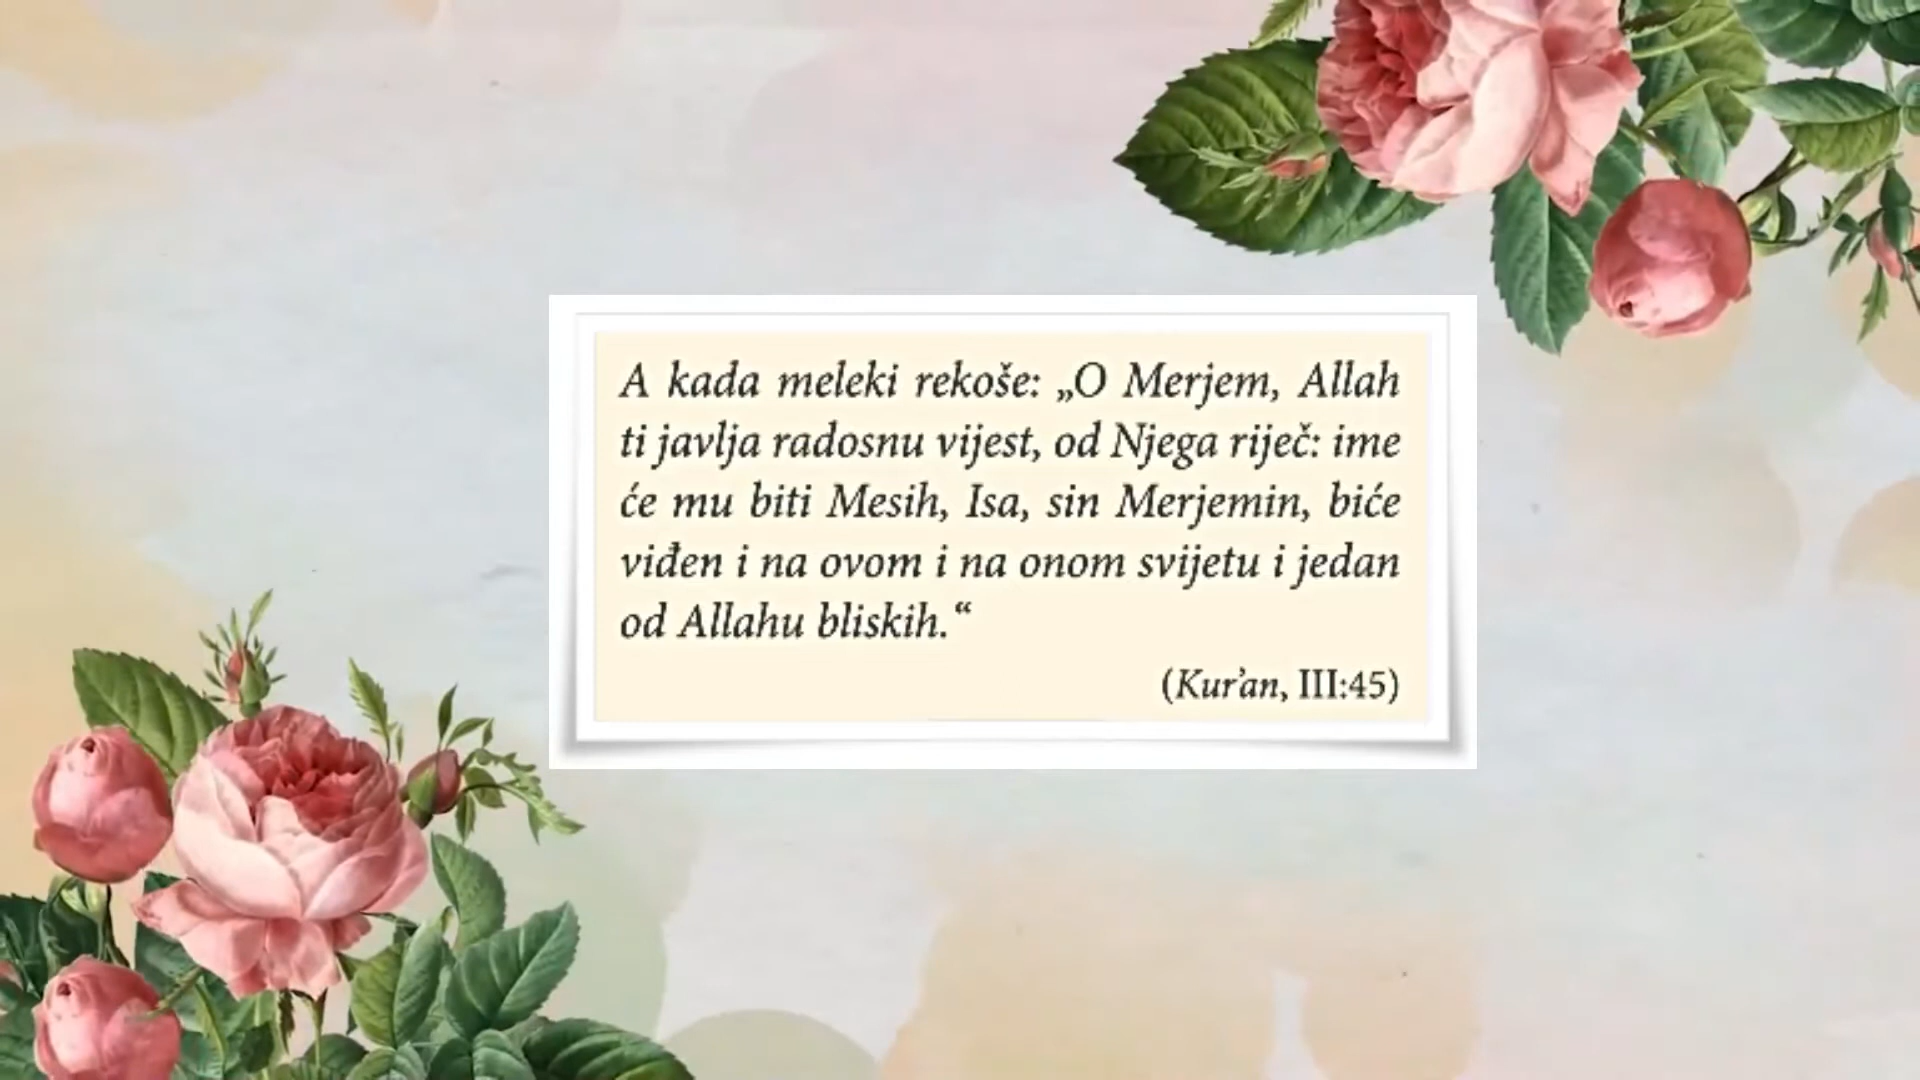 A kada meleki rekoše: „O Merjem, Allah
ti javlja radosnu vijest, od Njega riječ: ime
će mu biti Mesih, Isa, sin Merjemin, biće
viđen i na ovom i na onom svijetu i jedan
od Allahu bliskih.“
(Kur’an, III:45)